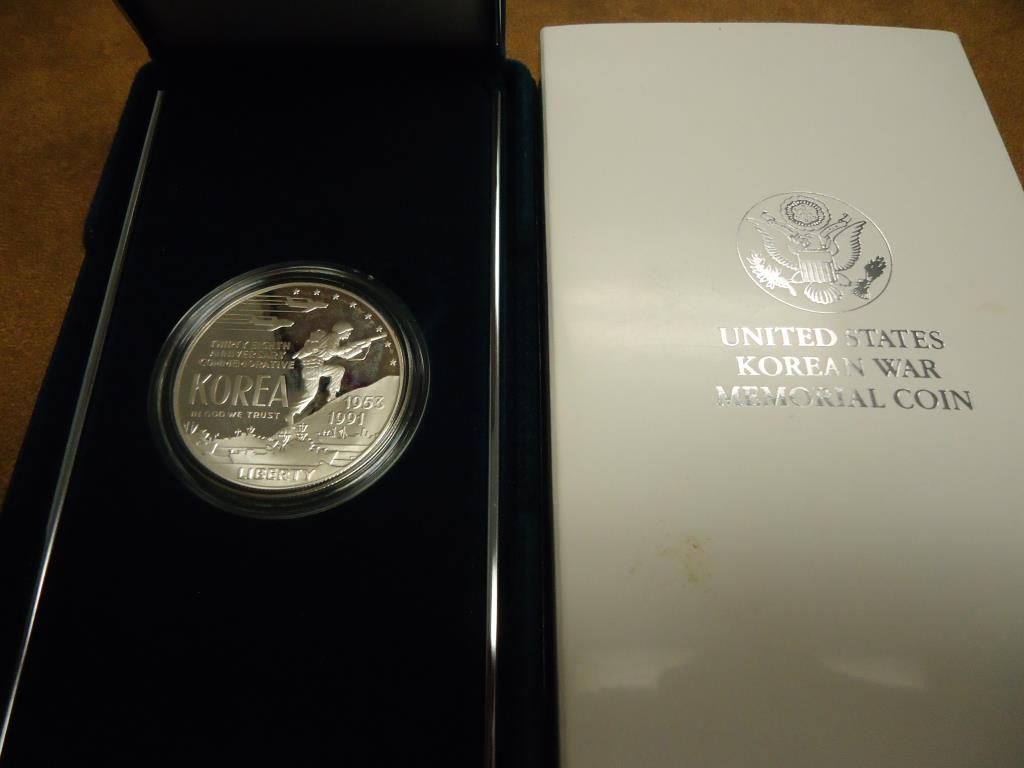 THIRTY EIGHTH
ANNIVERSARY
COMMEMORATIVE
KOREA
IN GOD WE TRUST
1953
1991
LIBERTY
UNITED STATES
KOREAN WAR
MEMORIAL COIN